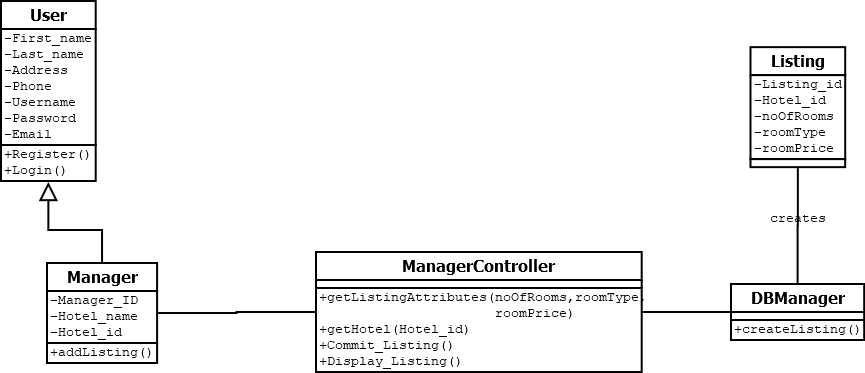 User
-First_name
-Last_name
-Address
-Phone
-Username
-Password
-Email
+Register()
+Login()
Manager
-Manager_ID
-Hotel_name
-Hotel_id
+addListing()
ManagerController
+getListingAttributes(noOfRooms,roomType,
roomPrice)
+getHotel(Hotel_id)
+Commit_Listing()
+Display_Listing()
Listing
-Listing_id
-Hotel_id
-noOfRooms
-roomType
-roomPrice
creates
DBManager
+createListing()